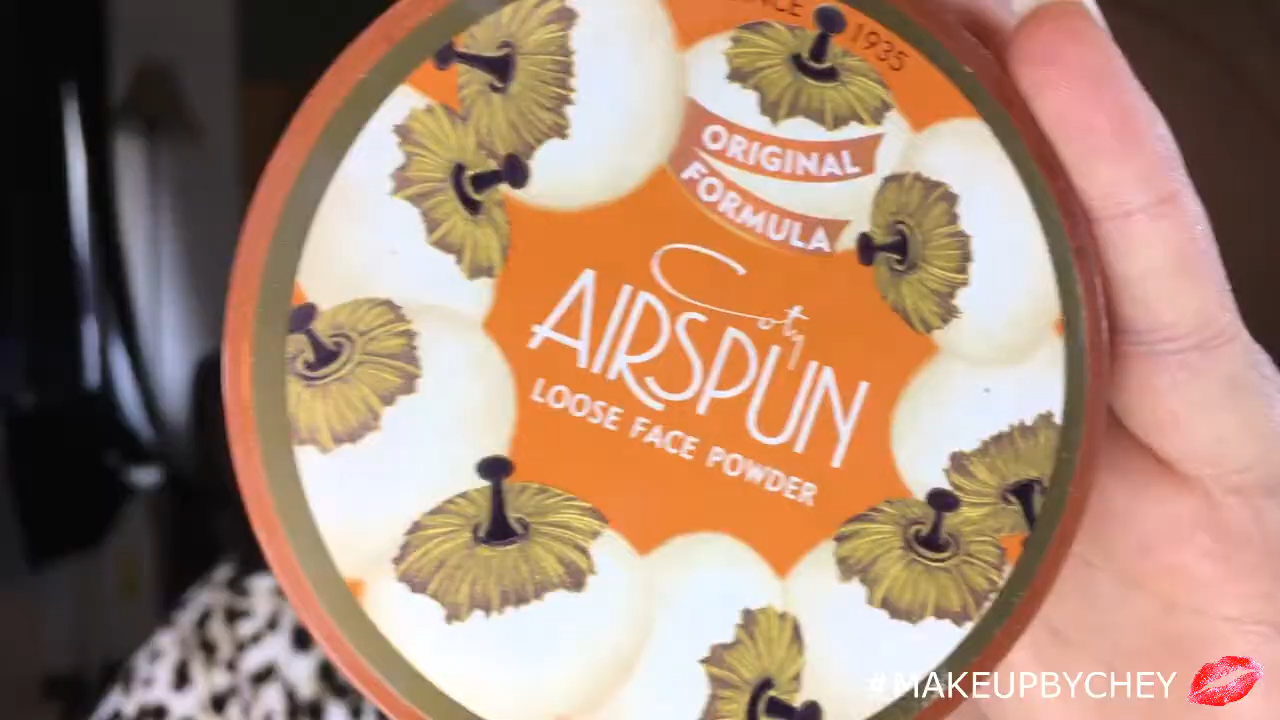 1935
ORIGINAL
FORMULA
Coty
AIRSPUN
LOOSE FACE POWDER
#MAKEUPBYCHEY